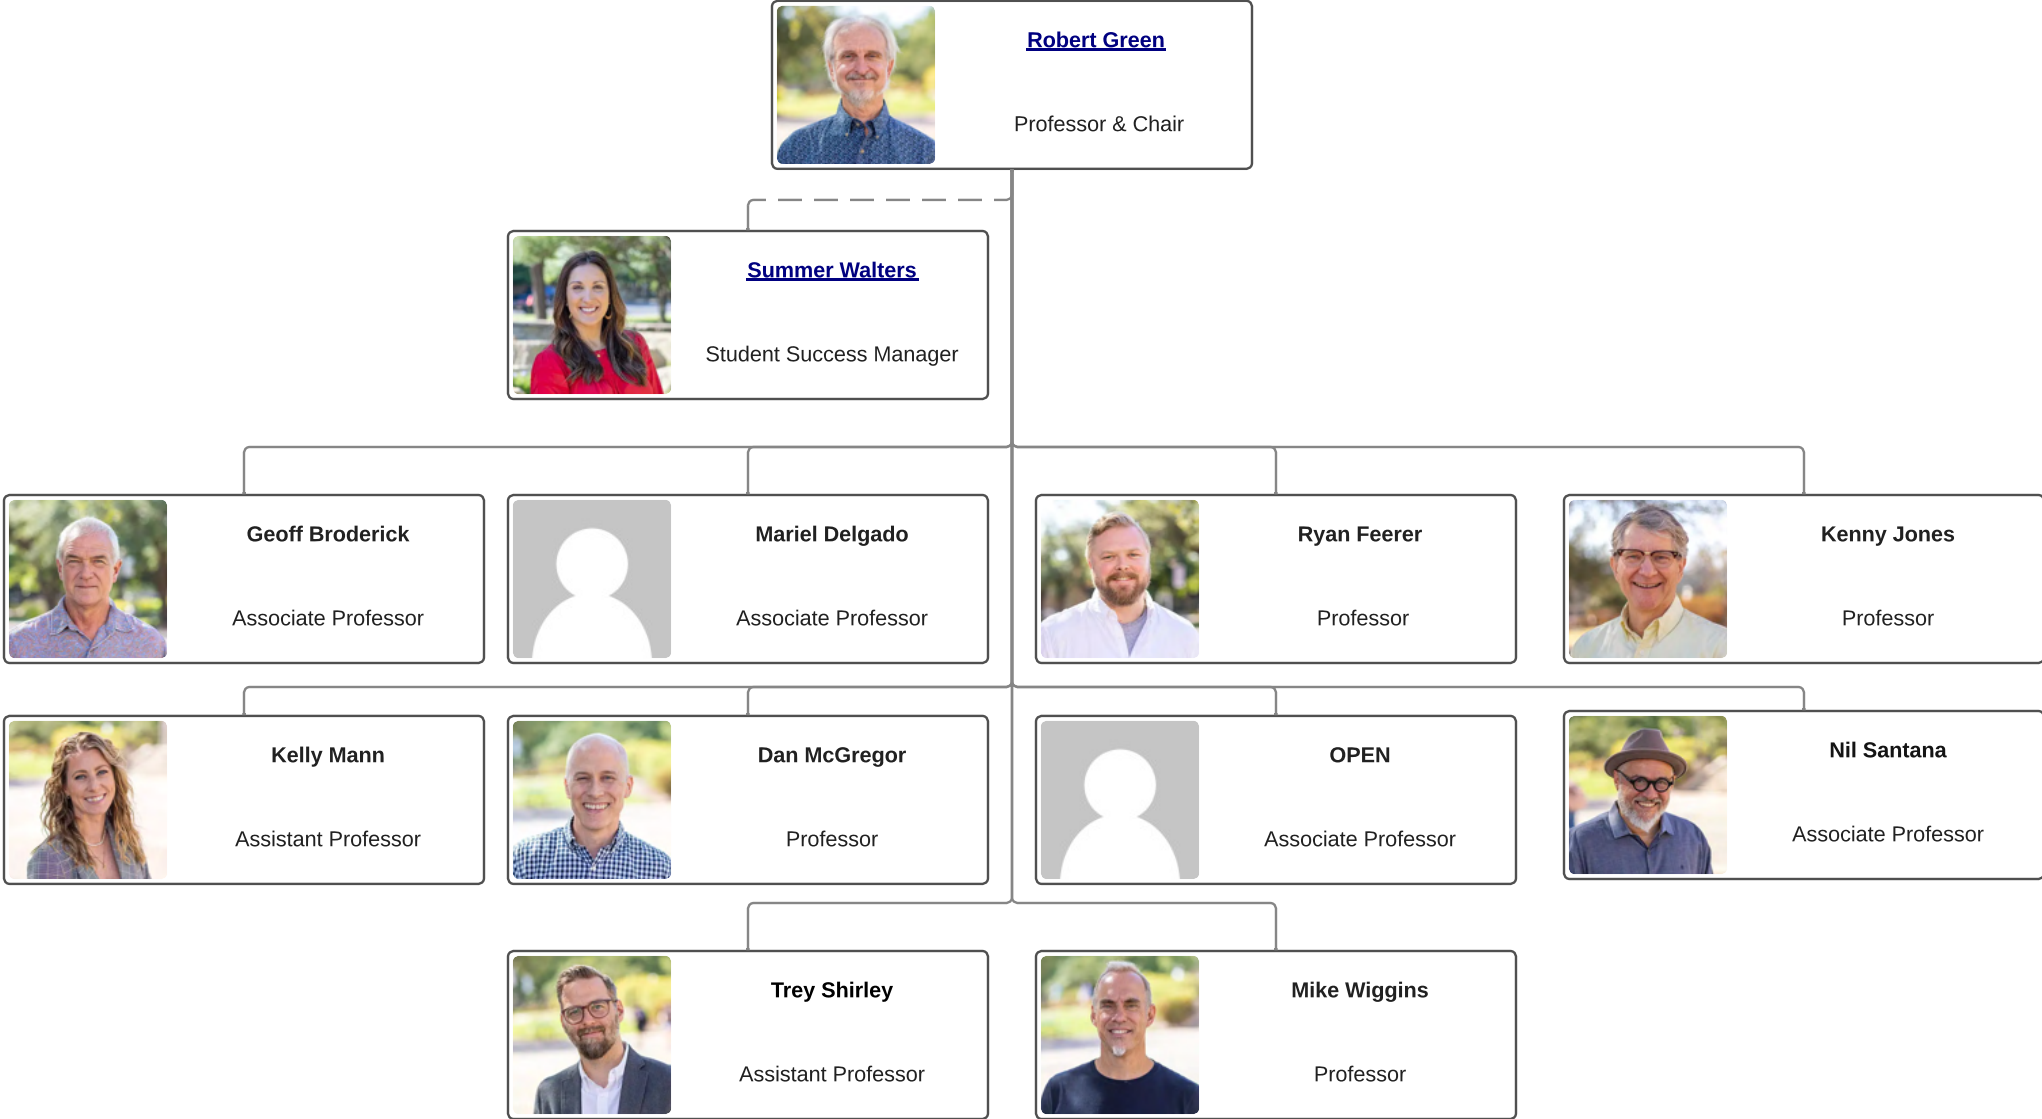 Robert Green
Professor & Chair
Summer Walters
Student Success Manager
Geoff Broderick
Associate Professor
Mariel Delgado
Associate Professor
Ryan Feerer
Professor
Kenny Jones
Professor
Kelly Mann
Assistant Professor
Dan McGregor
Professor
OPEN
Associate Professor
Nil Santana
Associate Professor
Trey Shirley
Assistant Professor
Mike Wiggins
Professor